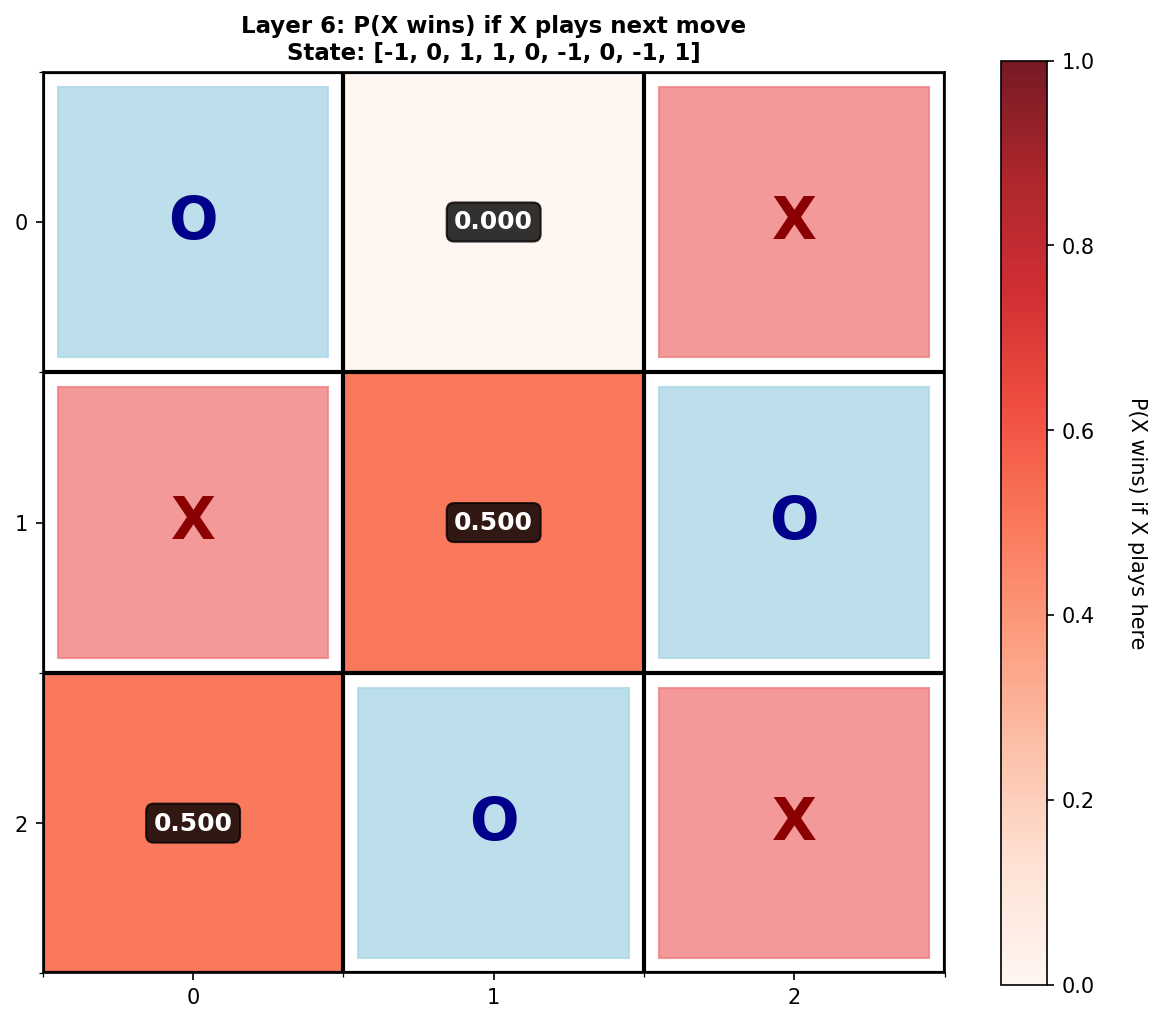 Layer 6: P(X wins) if X plays next move
State: [-1, 0, 1, 1, 0, -1, 0, -1, 1]
O
0.000
X
X
0.500
O
0.500
O
X
0
1
2
0
1
2
1.0
0.8
0.6
0.4
0.2
0.0
P(X wins) if X plays here